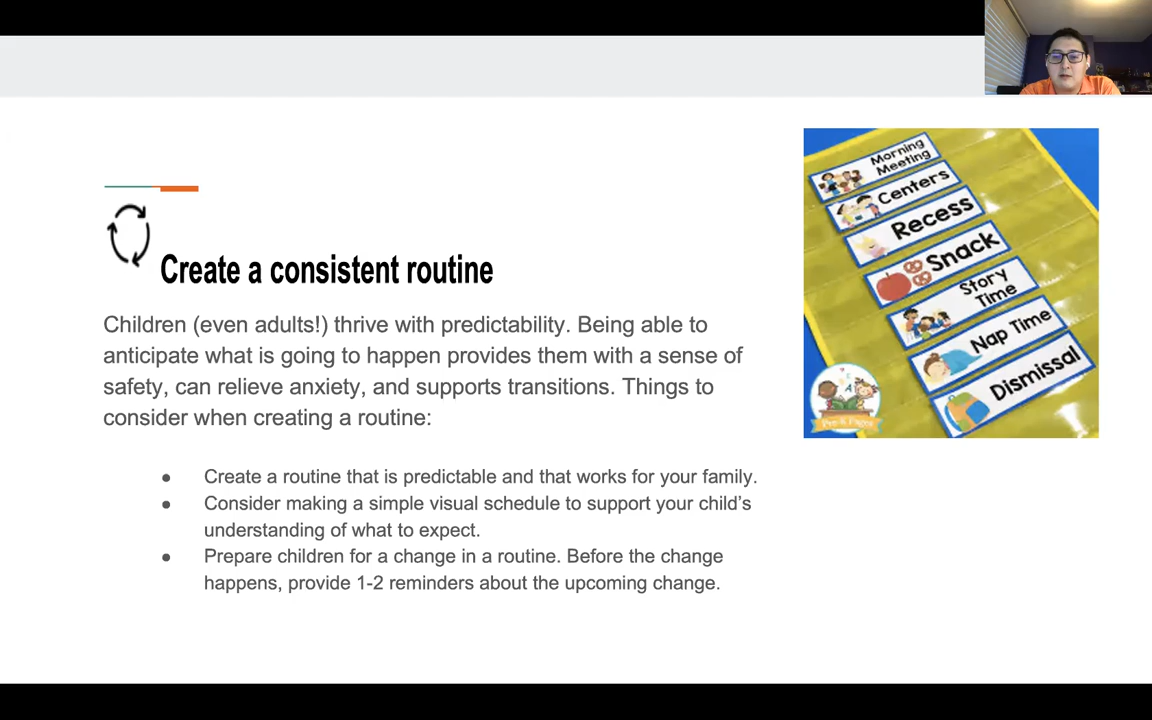 Create a consistent routine
Children (even adults!) thrive with predictability. Being able to
anticipate what is going to happen provides them with a sense of
safety, can relieve anxiety, and supports transitions. Things to
consider when creating a routine:
● Create a routine that is predictable and that works for your family.
● Consider making a simple visual schedule to support your child’s
understanding of what to expect.
● Prepare children for a change in a routine. Before the change
happens, provide 1-2 reminders about the upcoming change.
Morning
Meeting
Centers
Recess
Snack
Story
Time
Nap Time
Dismissal
Pre-K Pages